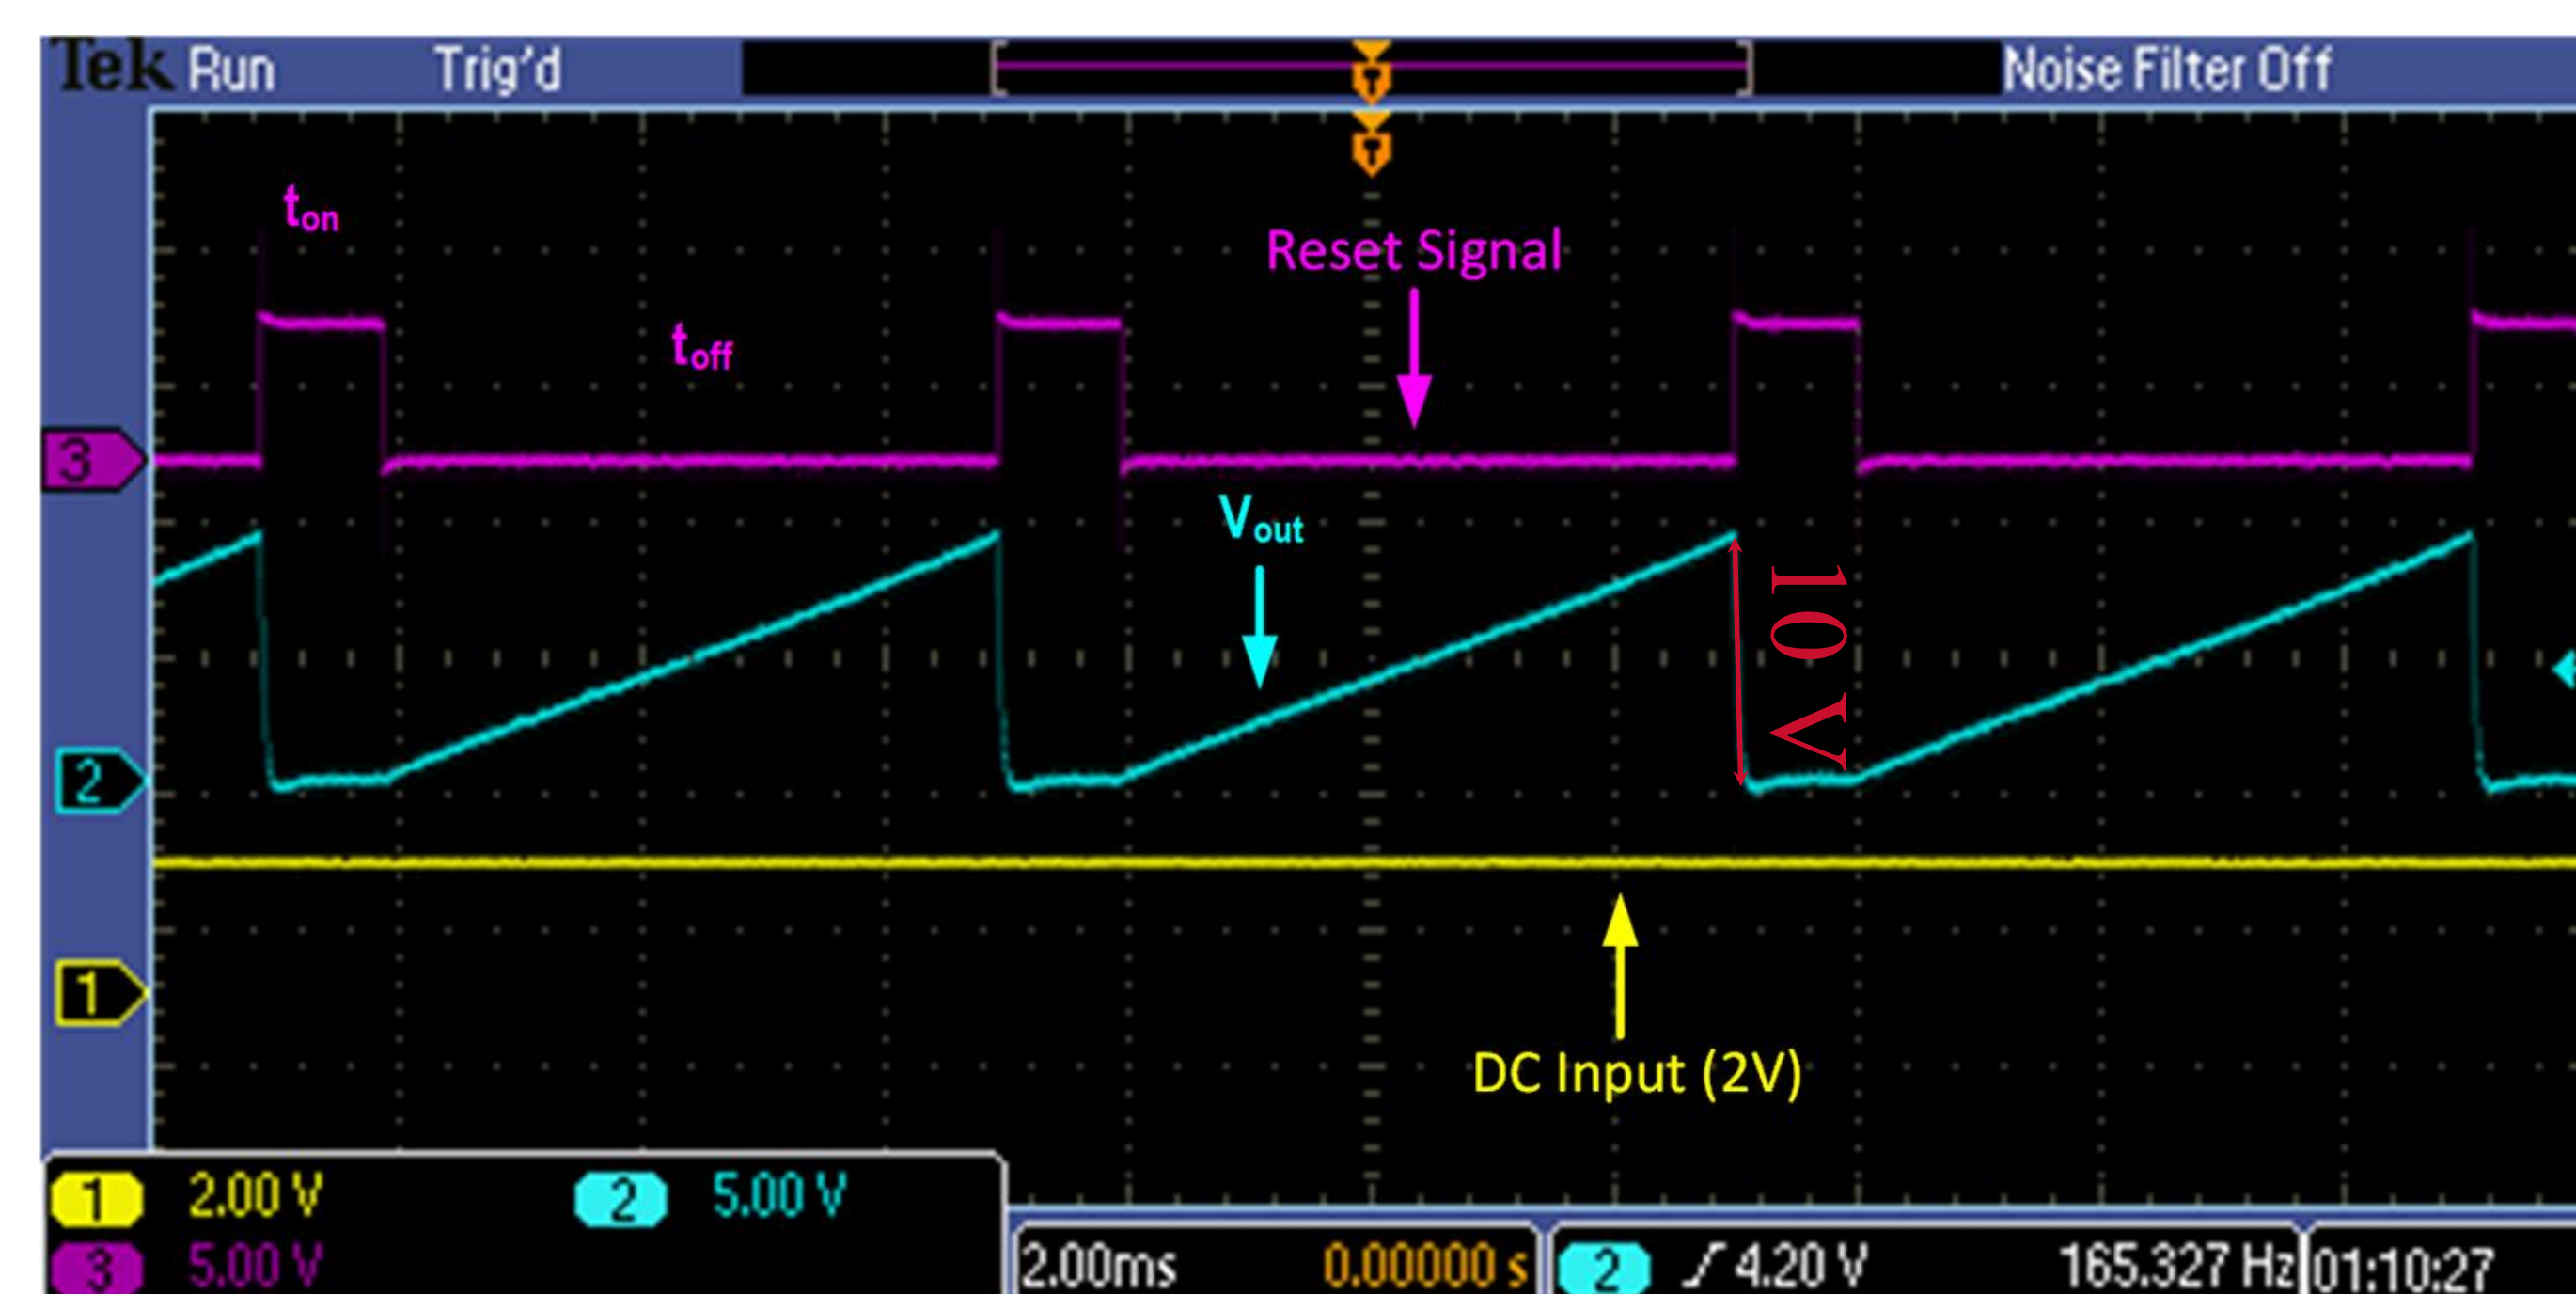 Tek Run Trig'd Noise Filter Off
T
T
ton
Reset Signal
toff
3
Vout
10 V
2
1
DC Input (2V)
1 2.00 V 2 5.00 V
3 5.00 V 2.00ms 0.00000 s 2 4.20 V 165.327 Hz 01:10:27